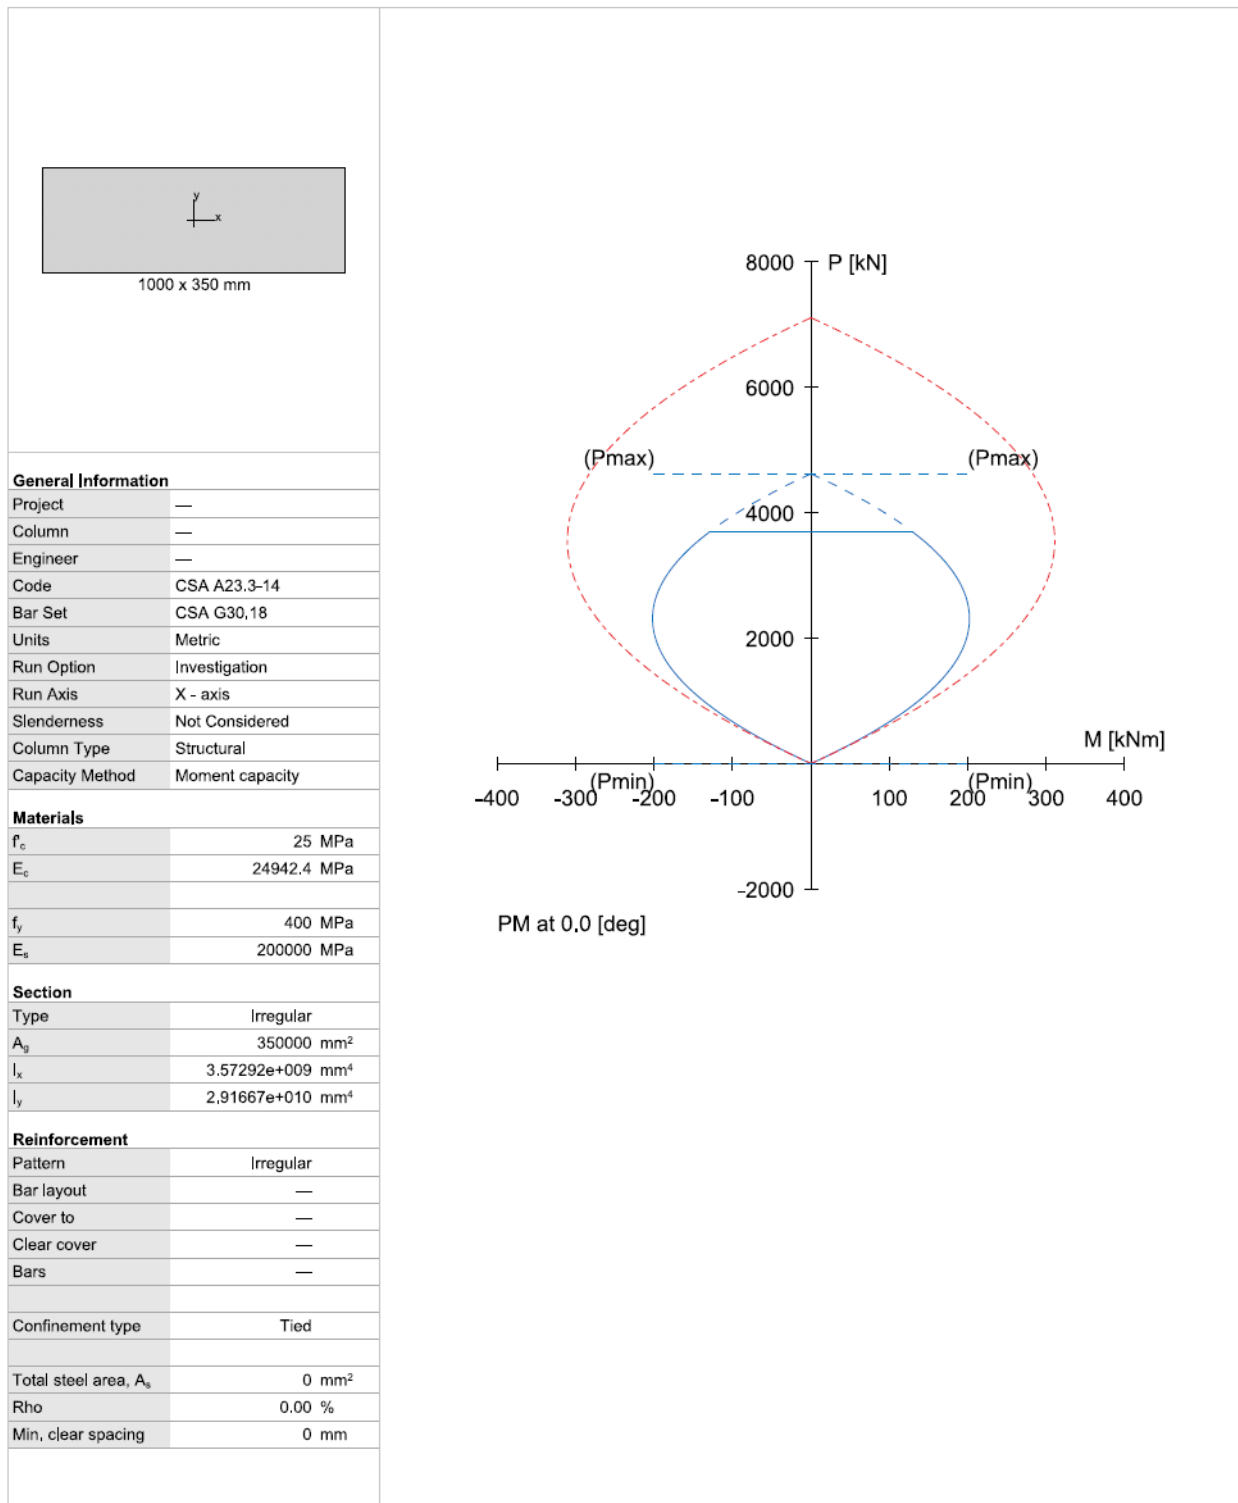 y
x
1000 x 350 mm
General Information
Project —
Column —
Engineer —
Code CSA A23.3-14
Bar Set CSA G30.18
Units Metric
Run Option Investigation
Run Axis X - axis
Slenderness Not Considered
Column Type Structural
Capacity Method Moment capacity
Materials
f'c 25 MPa
Ec 24942.4 MPa
fy 400 MPa
Es 200000 MPa
Section
Type Irregular
Ag 350000 mm²
Ix 3.57292e+009 mm⁴
Iy 2.91667e+010 mm⁴
Reinforcement
Pattern Irregular
Bar layout —
Cover to —
Clear cover —
Bars —
Confinement type Tied
Total steel area, As 0 mm²
Rho 0.00 %
Min. clear spacing 0 mm
8000 P [kN]
6000
(Pmax) (Pmax)
4000
2000
M [kNm]
(Pmin) (Pmin)
-400 -300 -200 -100 100 200 300 400
-2000
PM at 0.0 [deg]